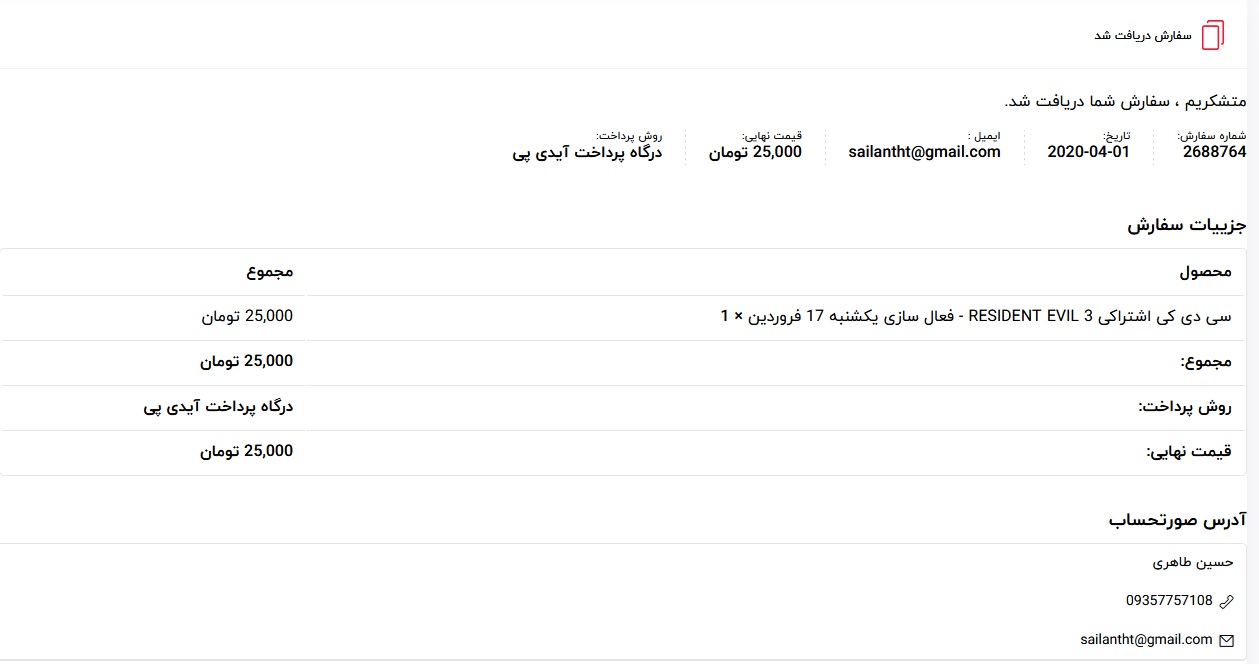 سفارش دریافت شد
متشکریم ، سفارش شما دریافت شد.
شماره سفارش: تاریخ: ایمیل : قیمت نهایی: روش پرداخت:
2688764 2020-04-01 sailantht@gmail.com 25,000 تومان درگاه پرداخت آیدی پی
جزییات سفارش
محصول مجموع
سی دی کی اشتراکی RESIDENT EVIL 3 - فعال سازی یکشنبه 17 فروردین × 1 25,000 تومان
مجموع: 25,000 تومان
روش پرداخت: درگاه پرداخت آیدی پی
قیمت نهایی: 25,000 تومان
آدرس صورتحساب
حسین طاهری
09357757108
sailantht@gmail.com